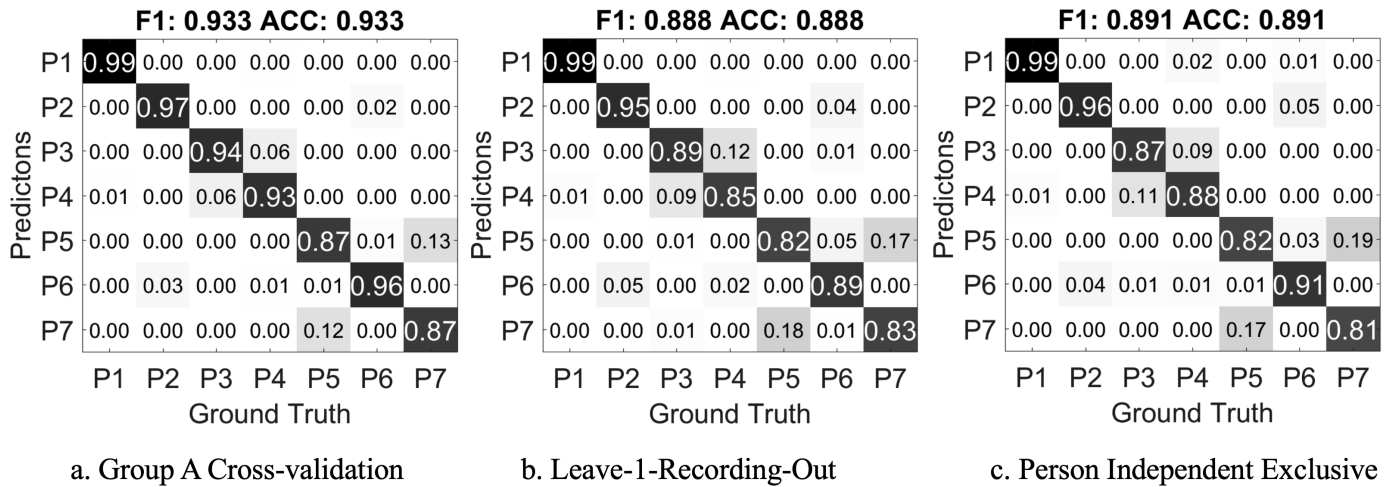 F1: 0.933 ACC: 0.933
Predictons
P1 0.99 0.00 0.00 0.00 0.00 0.00 0.00
P2 0.00 0.97 0.00 0.00 0.00 0.02 0.00
P3 0.00 0.00 0.94 0.06 0.00 0.00 0.00
P4 0.01 0.00 0.06 0.93 0.00 0.00 0.00
P5 0.00 0.00 0.00 0.00 0.87 0.01 0.13
P6 0.00 0.03 0.00 0.01 0.01 0.96 0.00
P7 0.00 0.00 0.00 0.00 0.12 0.00 0.87
P1 P2 P3 P4 P5 P6 P7
Ground Truth
a. Group A Cross-validation
F1: 0.888 ACC: 0.888
Predictons
P1 0.99 0.00 0.00 0.00 0.00 0.00 0.00
P2 0.00 0.95 0.00 0.00 0.00 0.04 0.00
P3 0.00 0.00 0.89 0.12 0.00 0.01 0.00
P4 0.01 0.00 0.09 0.85 0.00 0.00 0.00
P5 0.00 0.00 0.01 0.00 0.82 0.05 0.17
P6 0.00 0.05 0.00 0.02 0.00 0.89 0.00
P7 0.00 0.00 0.01 0.00 0.18 0.01 0.83
P1 P2 P3 P4 P5 P6 P7
Ground Truth
b. Leave-1-Recording-Out
F1: 0.891 ACC: 0.891
Predictons
P1 0.99 0.00 0.00 0.02 0.00 0.01 0.00
P2 0.00 0.96 0.00 0.00 0.00 0.05 0.00
P3 0.00 0.00 0.87 0.09 0.00 0.00 0.00
P4 0.01 0.00 0.11 0.88 0.00 0.00 0.00
P5 0.00 0.00 0.00 0.00 0.82 0.03 0.19
P6 0.00 0.04 0.01 0.01 0.01 0.91 0.00
P7 0.00 0.00 0.00 0.00 0.17 0.00 0.81
P1 P2 P3 P4 P5 P6 P7
Ground Truth
c. Person Independent Exclusive